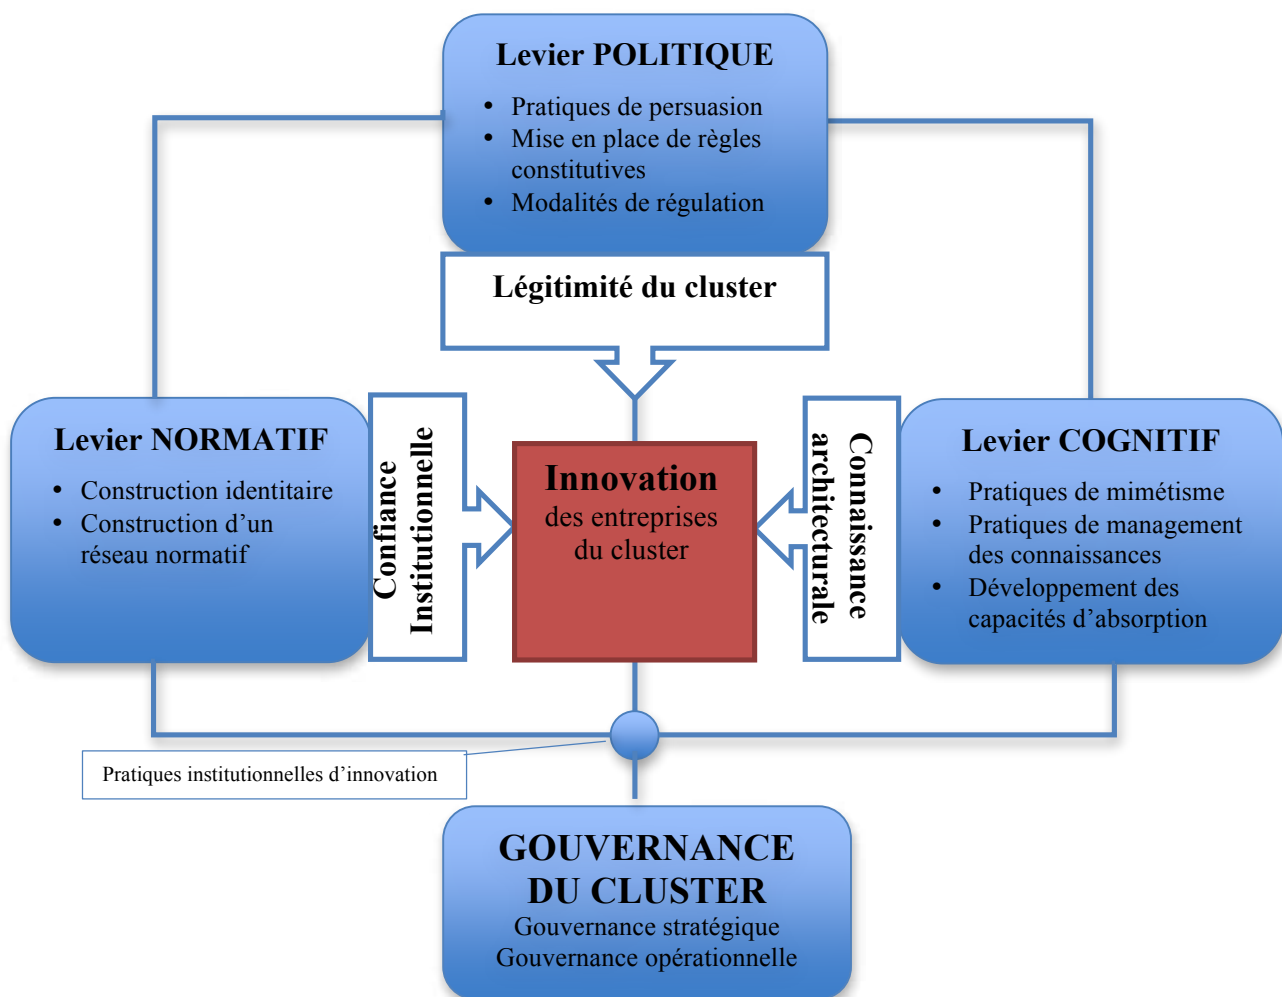 Levier POLITIQUE
• Pratiques de persuasion
• Mise en place de règles
constitutives
• Modalités de régulation
Légitimité du cluster
Levier NORMATIF
• Construction identitaire
• Construction d’un
réseau normatif
Confiance
Institutionnelle
Innovation
des entreprises
du cluster
Connaissance
architecturale
Levier COGNITIF
• Pratiques de mimétisme
• Pratiques de management
des connaissances
• Développement des
capacités d’absorption
Pratiques institutionnelles d’innovation
GOUVERNANCE
DU CLUSTER
Gouvernance stratégique
Gouvernance opérationnelle